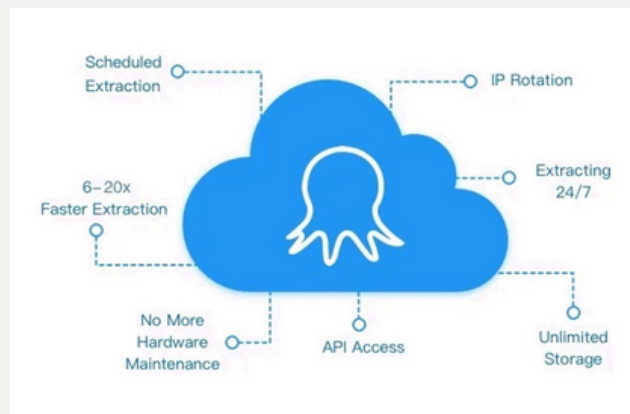 Scheduled
Extraction
IP Rotation
6-20x
Faster Extraction
Extracting
24/7
No More
Hardware
Maintenance
API Access
Unlimited
Storage